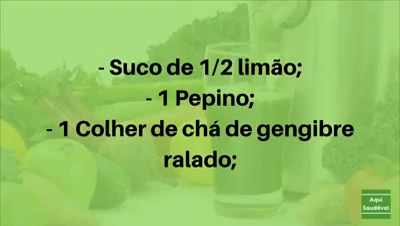 - Suco de 1/2 limão;
- 1 Pepino;
- 1 Colher de chá de gengibre
ralado;
Aqui
Saudável